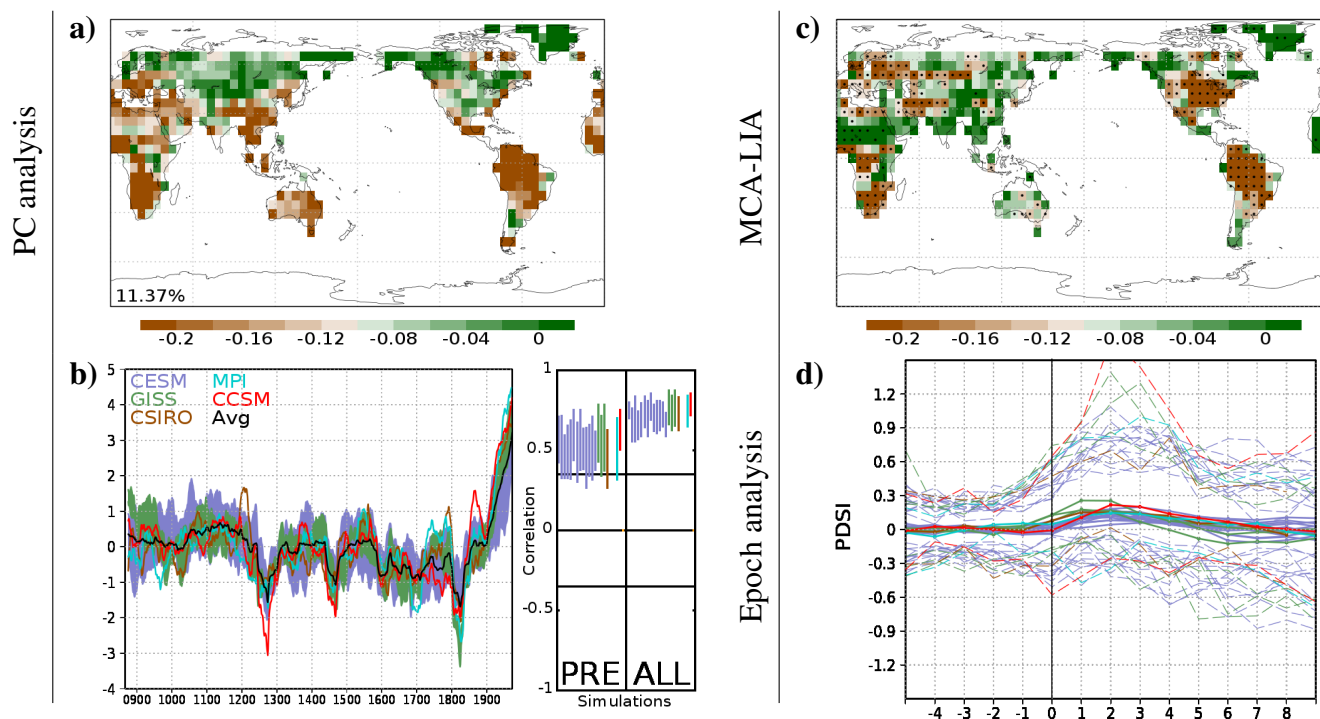 a)
PC analysis
11.37%
-0.2 -0.16 -0.12 -0.08 -0.04 0
b)
CESM MPI
GISS CCSM
CSIRO Avg
5
4
3
2
1
0
-1
-2
-3
-4
0900 1000 1100 1200 1300 1400 1500 1600 1700 1800 1900
Correlation
1
0.5
0
-0.5
-1
PRE ALL
Simulations
c)
MCA-LIA
-0.2 -0.16 -0.12 -0.08 -0.04 0
d)
Epoch analysis
PDSI
1.2
0.9
0.6
0.3
0
-0.3
-0.6
-0.9
-1.2
-4 -3 -2 -1 0 1 2 3 4 5 6 7 8